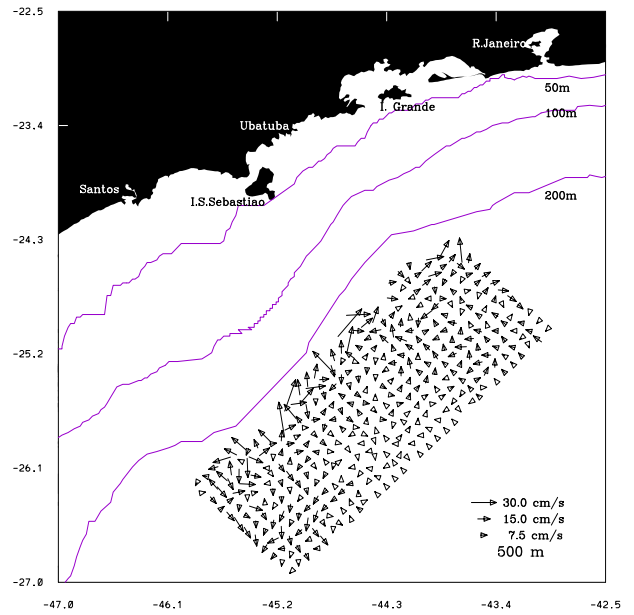 -22.5
R.Janeiro
50m
I. Grande
100m
-23.4
Ubatuba
Santos
200m
I.S.Sebastiao
-24.3
-25.2
-26.1
30.0 cm/s
15.0 cm/s
7.5 cm/s
500 m
-27.0
-47.0 -46.1 -45.2 -44.3 -43.4 -42.5